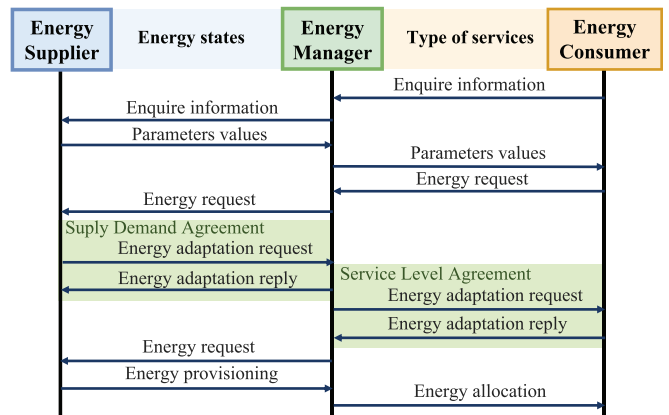 Energy Supplier
Energy states
Energy Manager
Type of services
Energy Consumer
Enquire information
Enquire information
Parameters values
Parameters values
Energy request
Energy request
Suply Demand Agreement
Energy adaptation request
Energy adaptation reply
Service Level Agreement
Energy adaptation request
Energy adaptation reply
Energy request
Energy provisioning
Energy allocation